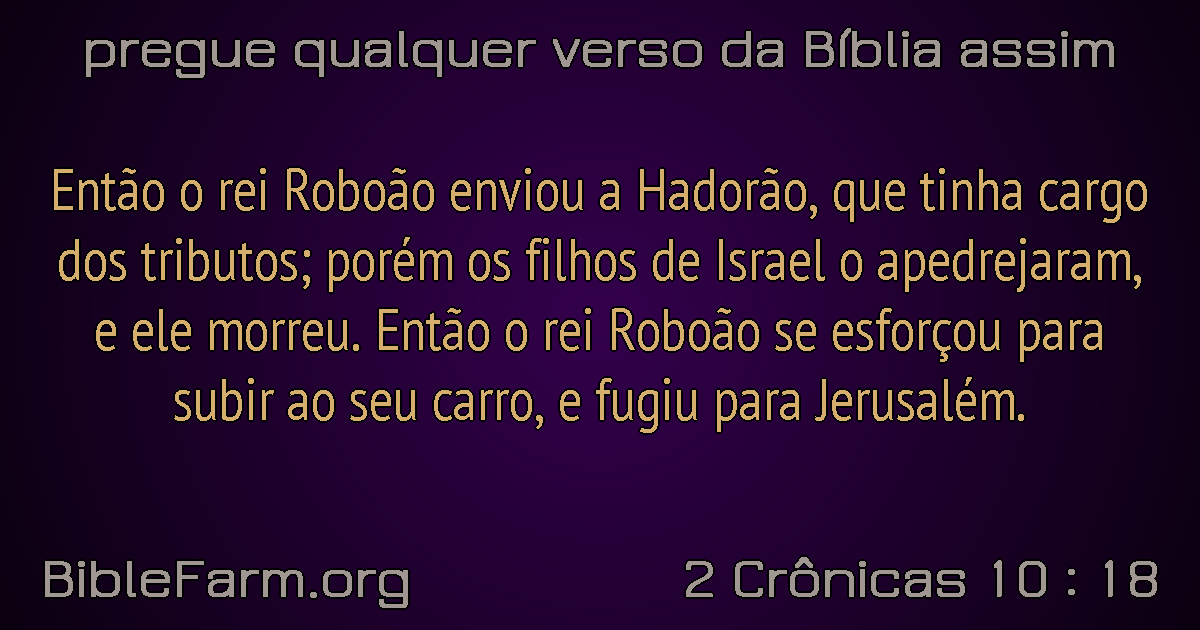 pregue qualquer verso da Bíblia assim
Então o rei Roboão enviou a Hadorão, que tinha cargo
dos tributos; porém os filhos de Israel o apedrejaram,
e ele morreu. Então o rei Roboão se esforçou para
subir ao seu carro, e fugiu para Jerusalém.
BibleFarm.org 2 Crônicas 10 : 18